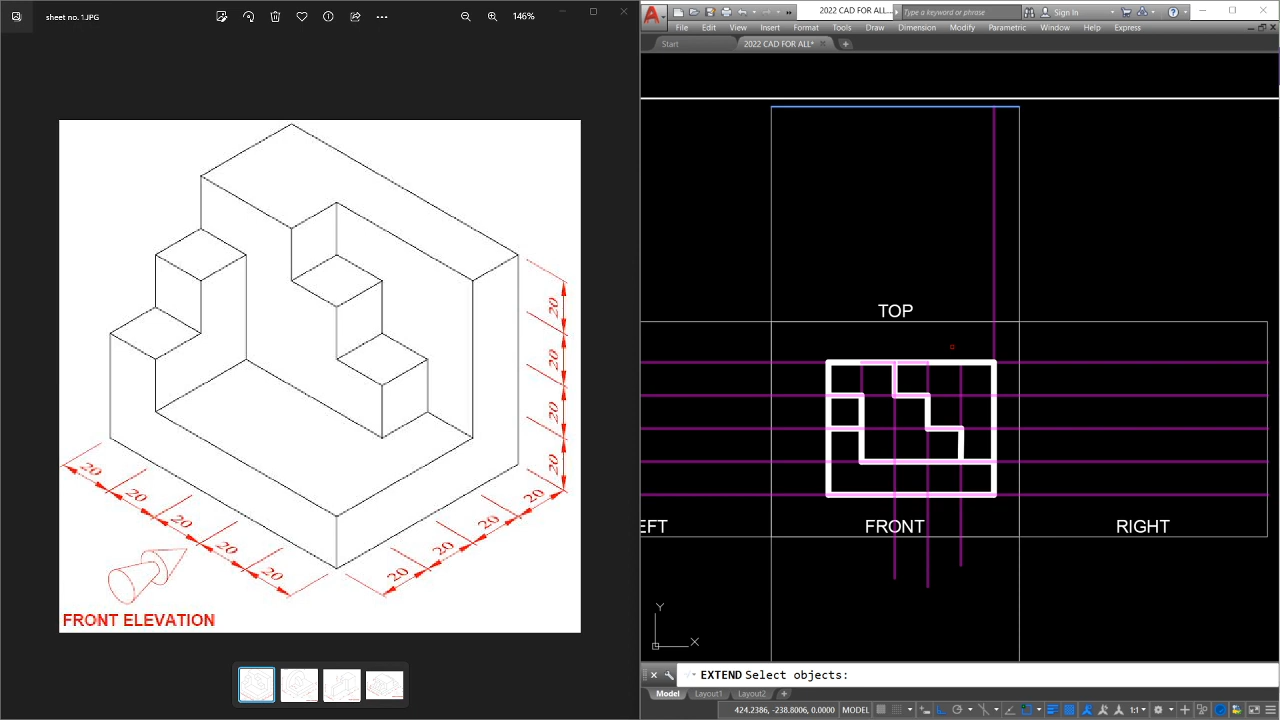 sheet no. 1.JPG
146%
20
20
20
20
20
20
20
20
20
20
20
20
20
FRONT ELEVATION
2022 CAD FOR ALL...
Type a keyword or phrase
Sign In
File Edit View Insert Format Tools Draw Dimension Modify Parametric Window Help Express
Start
2022 CAD FOR ALL*
TOP
EFT
FRONT
RIGHT
Y
X
EXTEND Select objects:
Model Layout1 Layout2
424.2386, -238.8006, 0.0000 MODEL
1:1